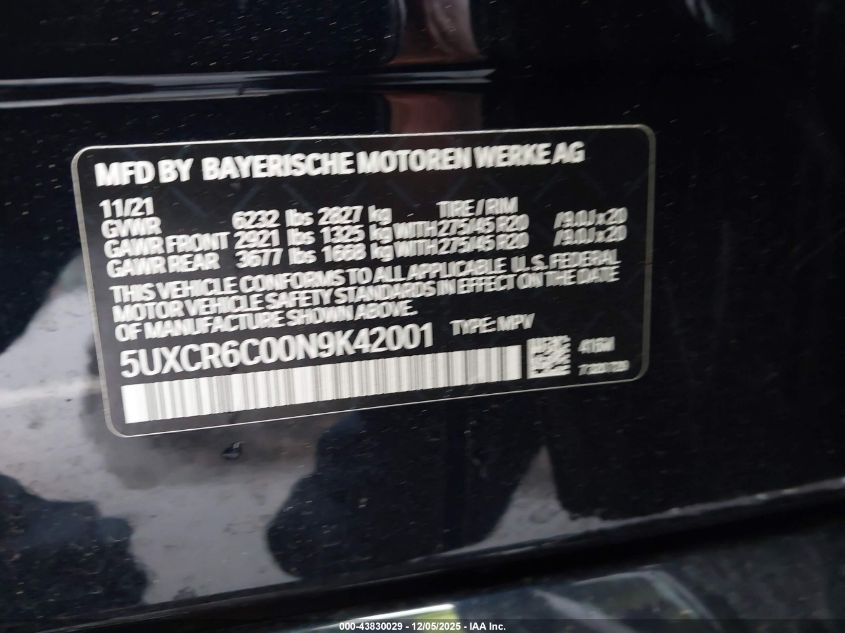 MFD BY BAYERISCHE MOTOREN WERKE AG
11/21 TIRE / RIM
GVWR 6232 lbs 2827 kg
GAWR FRONT 2921 lbs 1325 kg WITH 275/45 R20 /9.0J x 20
GAWR REAR 3677 lbs 1668 kg WITH 275/45 R20 /9.0J x 20
THIS VEHICLE CONFORMS TO ALL APPLICABLE U.S. FEDERAL
MOTOR VEHICLE SAFETY STANDARDS IN EFFECT ON THE DATE
OF MANUFACTURE SHOWN ABOVE.
5UXCR6C00N9K42001 TYPE: MPV
000-43830029 - 12/05/2025 - IAA Inc.